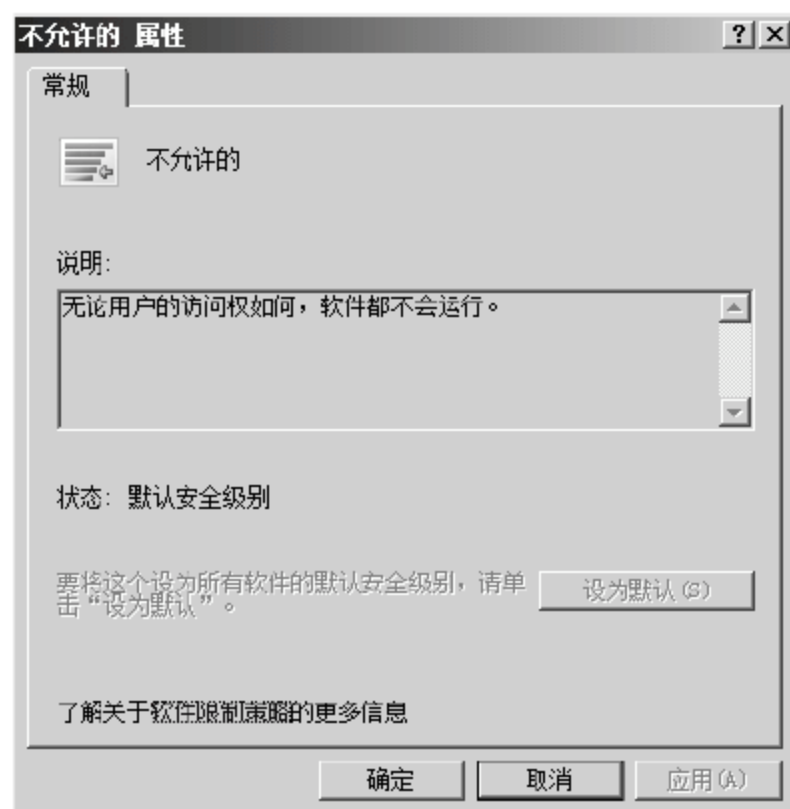 不允许的 属性
常规
不允许的
说明:
无论用户的访问权如何，软件都不会运行。
状态: 默认安全级别
要将这个设为所有软件的默认安全级别，请单
击“设为默认”。
设为默认(S)
了解关于软件限制策略的更多信息
确定
取消
应用(A)